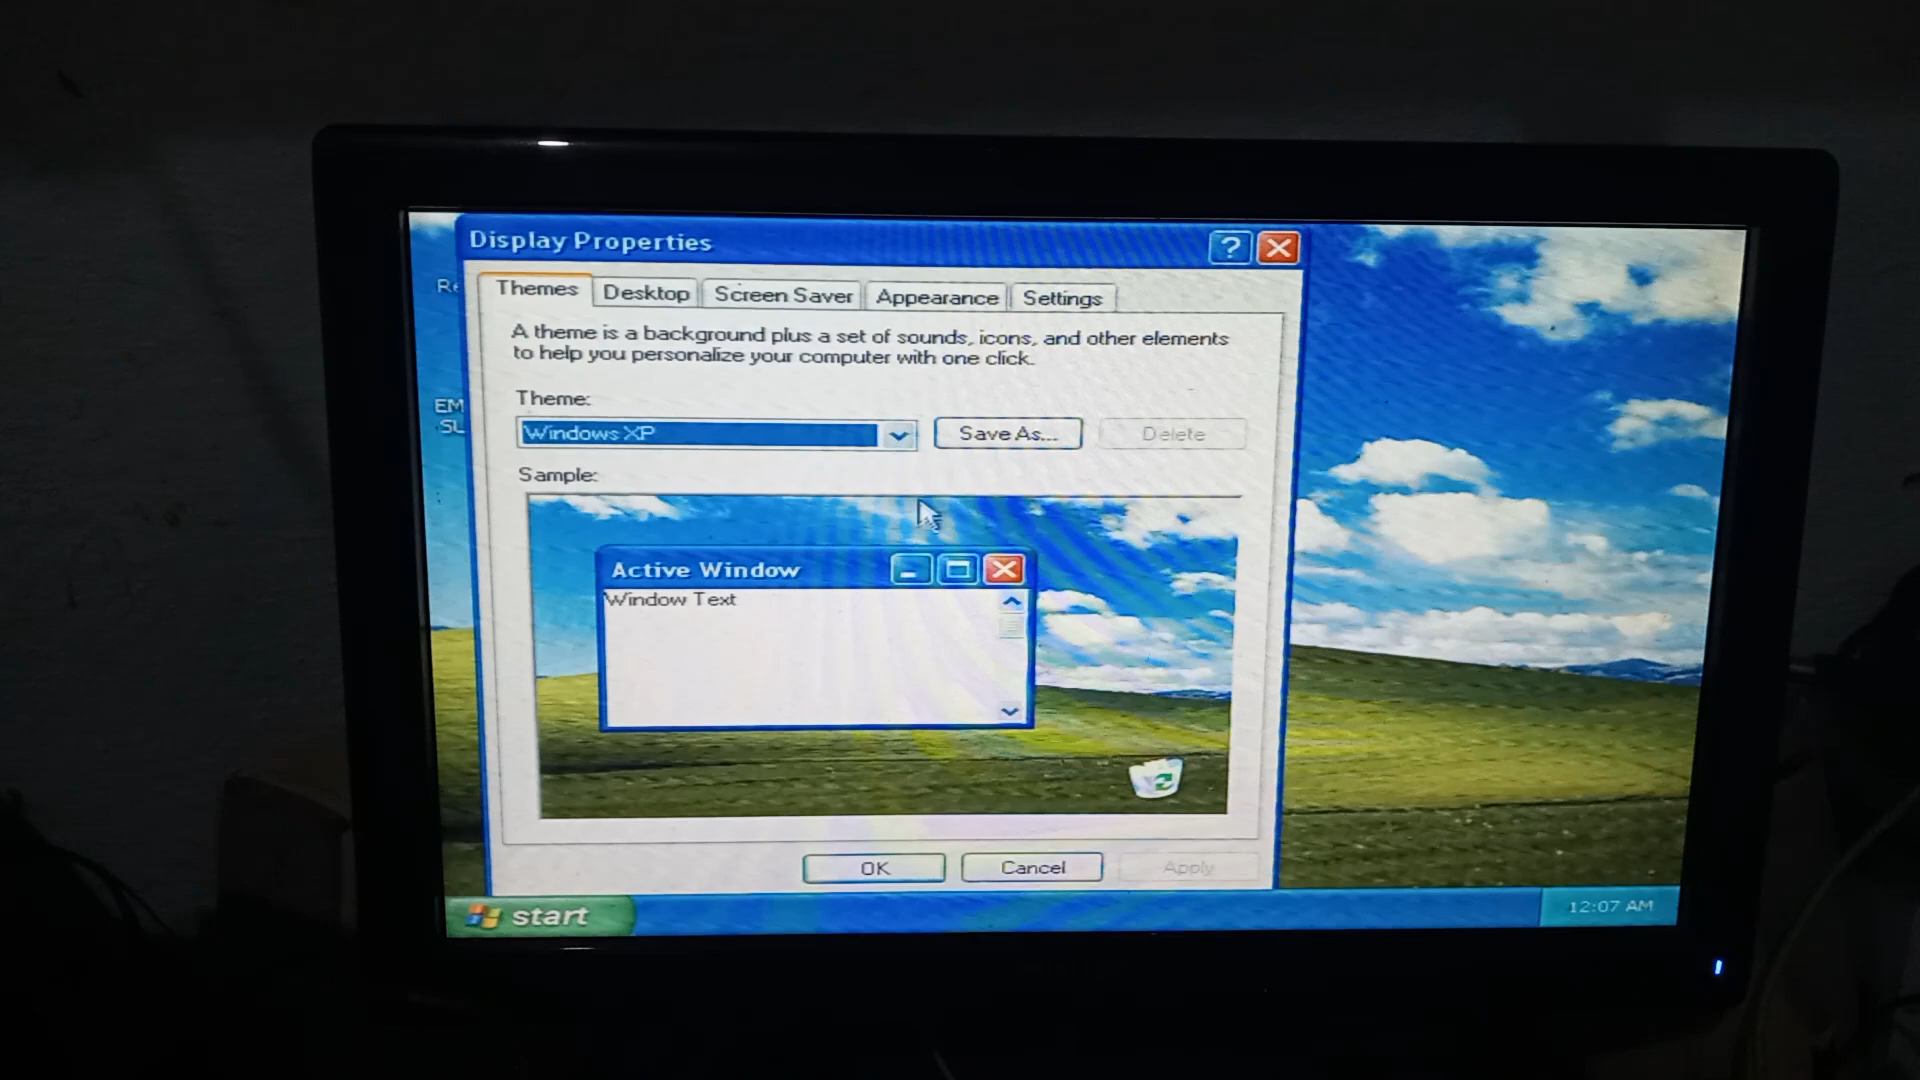 Display Properties
Themes Desktop Screen Saver Appearance Settings
A theme is a background plus a set of sounds, icons, and other elements
to help you personalize your computer with one click.
Theme:
Windows XP Save As... Delete
Sample:
Active Window
Window Text
OK Cancel Apply
start 12:07 AM